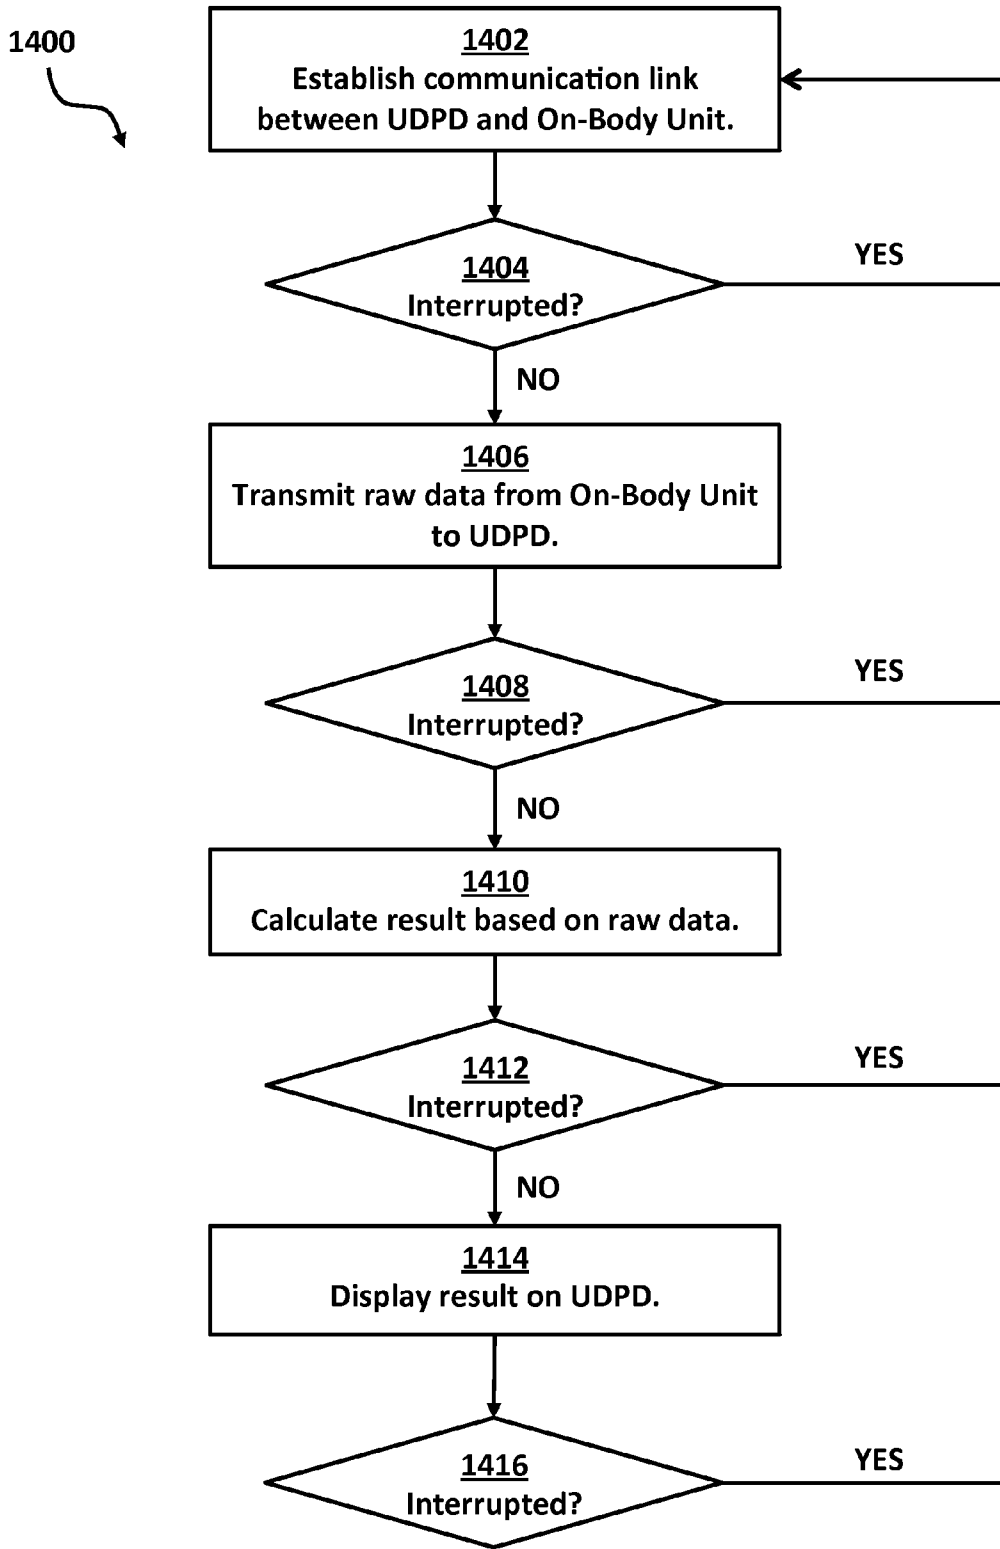 1400
1402
Establish communication link
between UDPD and On-Body Unit.
1404
Interrupted?
YES
NO
1406
Transmit raw data from On-Body Unit
to UDPD.
1408
Interrupted?
YES
NO
1410
Calculate result based on raw data.
1412
Interrupted?
YES
NO
1414
Display result on UDPD.
1416
Interrupted?
YES